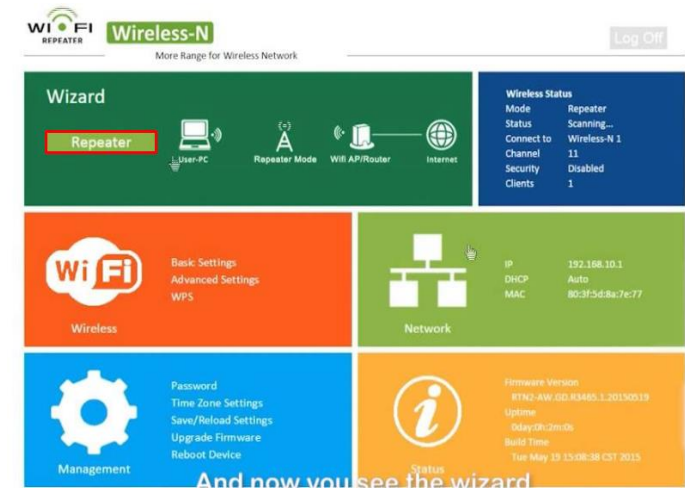 WI FI
REPEATER
Wireless-N
Log Off
More Range for Wireless Network
Wizard
Repeater
User-PC
Repeater Mode
Wifi AP/Router
Internet
Wireless Status
Mode Repeater
Status Scanning...
Connect to Wireless-N 1
Channel 11
Security Disabled
Clients 1
Wi Fi
Basic Settings
Advanced Settings
WPS
Wireless
IP 192.168.10.1
DHCP Auto
MAC 80:3f:5d:8a:7e:77
Network
Password
Time Zone Settings
Save/Reload Settings
Upgrade Firmware
Reboot Device
Management
Firmware Version
RTN2-AW.GD.R3465.1.20150519
Uptime
0day:0h:2m:0s
Build Time
Tue May 19 15:08:38 CST 2015
Status
And now you see the wizard